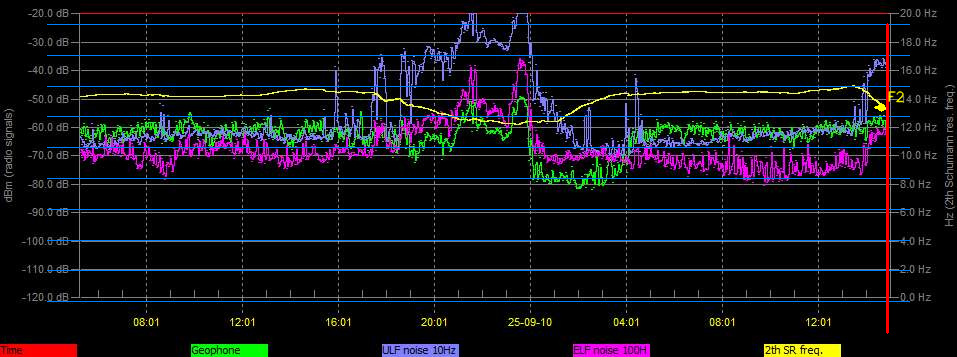 -20.0 dB 20.0 Hz
-30.0 dB 18.0 Hz
-40.0 dB 16.0 Hz
-50.0 dB F2 14.0 Hz
-60.0 dB 12.0 Hz
-70.0 dB 10.0 Hz
-80.0 dB 8.0 Hz
-90.0 dB 6.0 Hz
-100.0 dB 4.0 Hz
-110.0 dB 2.0 Hz
-120.0 dB 0.0 Hz
dBm (radio signals)
Hz (2th Schumann res. freq.)
08:01 12:01 16:01 20:01 25-09-10 04:01 08:01 12:01
Time Geophone ULF noise 10Hz ELF noise 100H 2th SR freq.